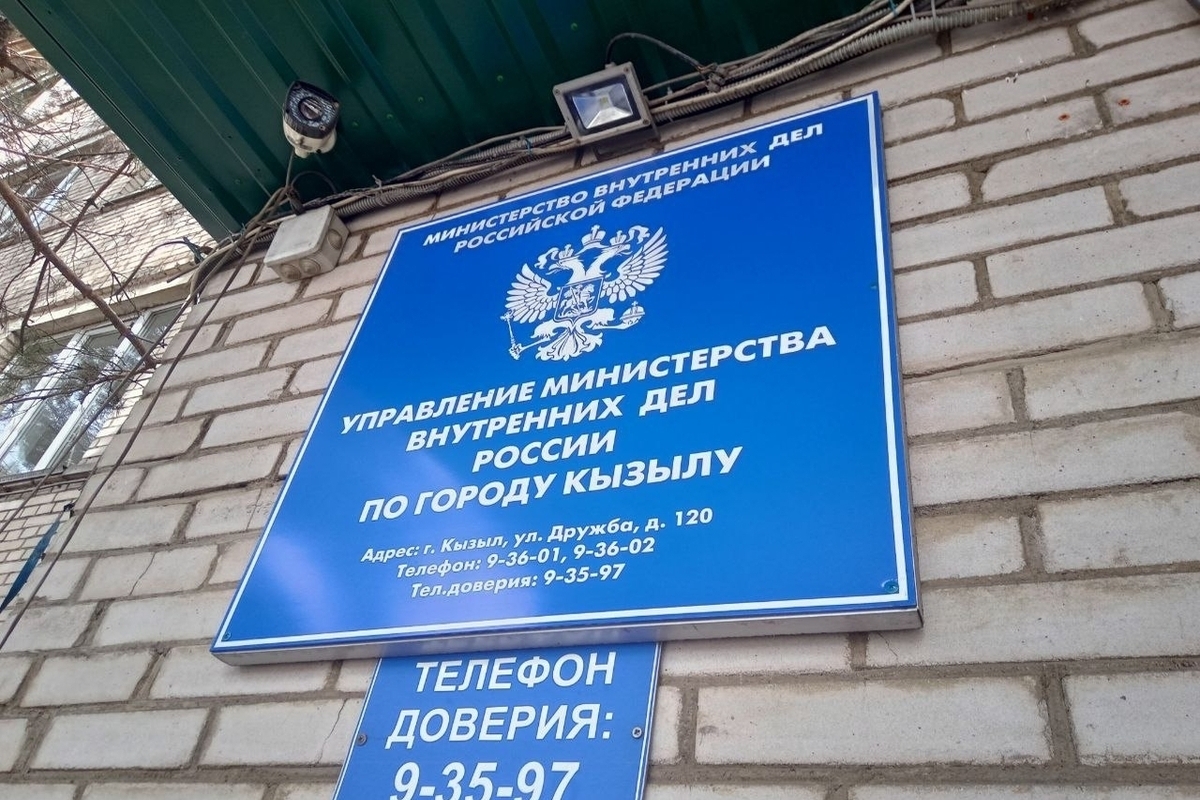 МИНИСТЕРСТВО ВНУТРЕННИХ ДЕЛ
РОССИЙСКОЙ ФЕДЕРАЦИИ
УПРАВЛЕНИЕ МИНИСТЕРСТВА
ВНУТРЕННИХ ДЕЛ
РОССИИ
ПО ГОРОДУ КЫЗЫЛУ
Адрес: г. Кызыл, ул. Дружба, д. 120
Телефон: 9-36-01, 9-36-02
Тел.доверия: 9-35-97
ТЕЛЕФОН
ДОВЕРИЯ:
9-35-97